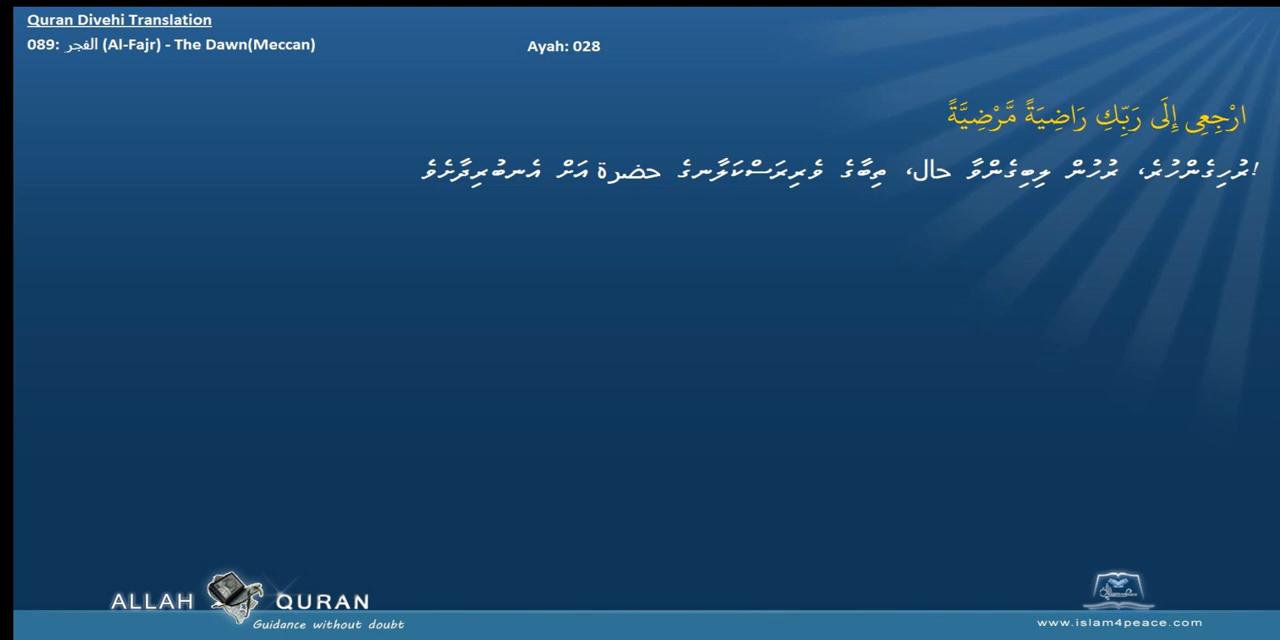 Quran Divehi Translation
089: الفجر (Al-Fajr) - The Dawn(Meccan)
Ayah: 028
ارْجِعِى إِلَى رَبِّكِ رَاضِيَةً مَّرْضِيَّةً
!ރުހިގެންހުރެ، ރުހުން ލިބިގެންވާ حال، ތިބާގެ ވެރިރަސްކަލާނގެ حضرة އަށް އެނބުރިދާށެވެ
ALLAH QURAN
Guidance without doubt
www.islam4peace.com